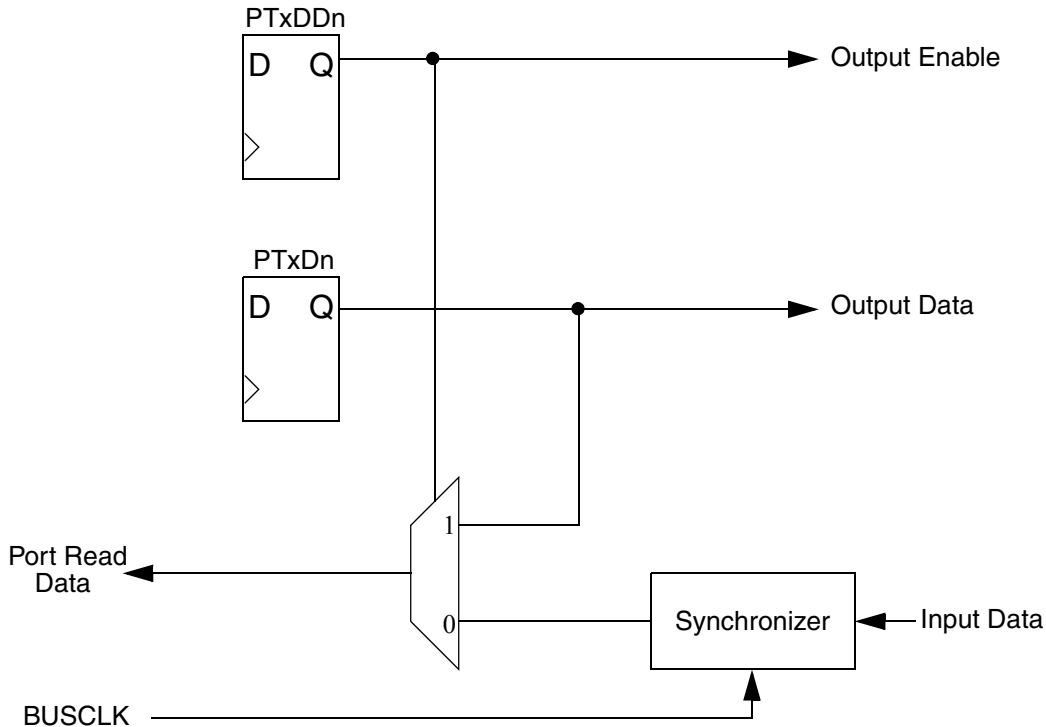 PTxDDn
D Q
Output Enable
PTxDn
D Q
Output Data
1
Port Read
Data
0
Synchronizer
Input Data
BUSCLK